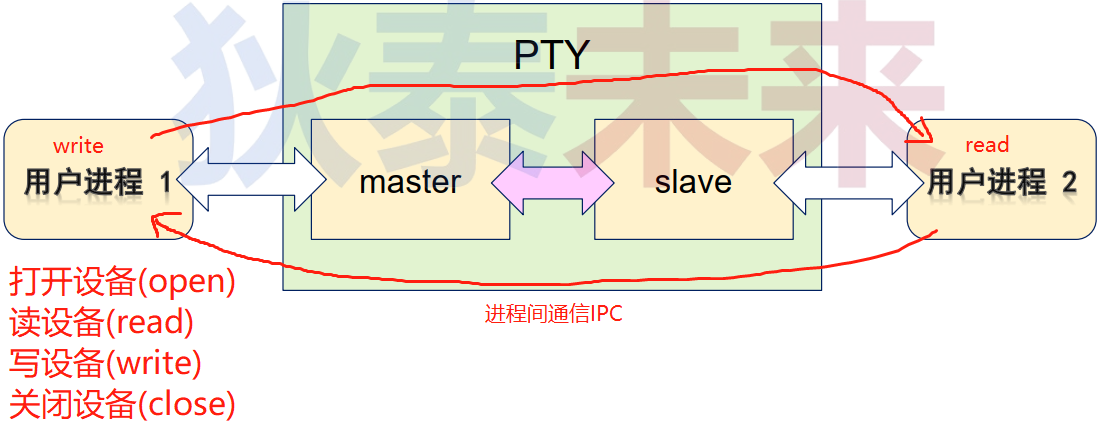 狄泰未来
PTY
write
read
用户进程 1
master
slave
用户进程 2
打开设备(open)
读设备(read)
写设备(write)
关闭设备(close)
进程间通信IPC